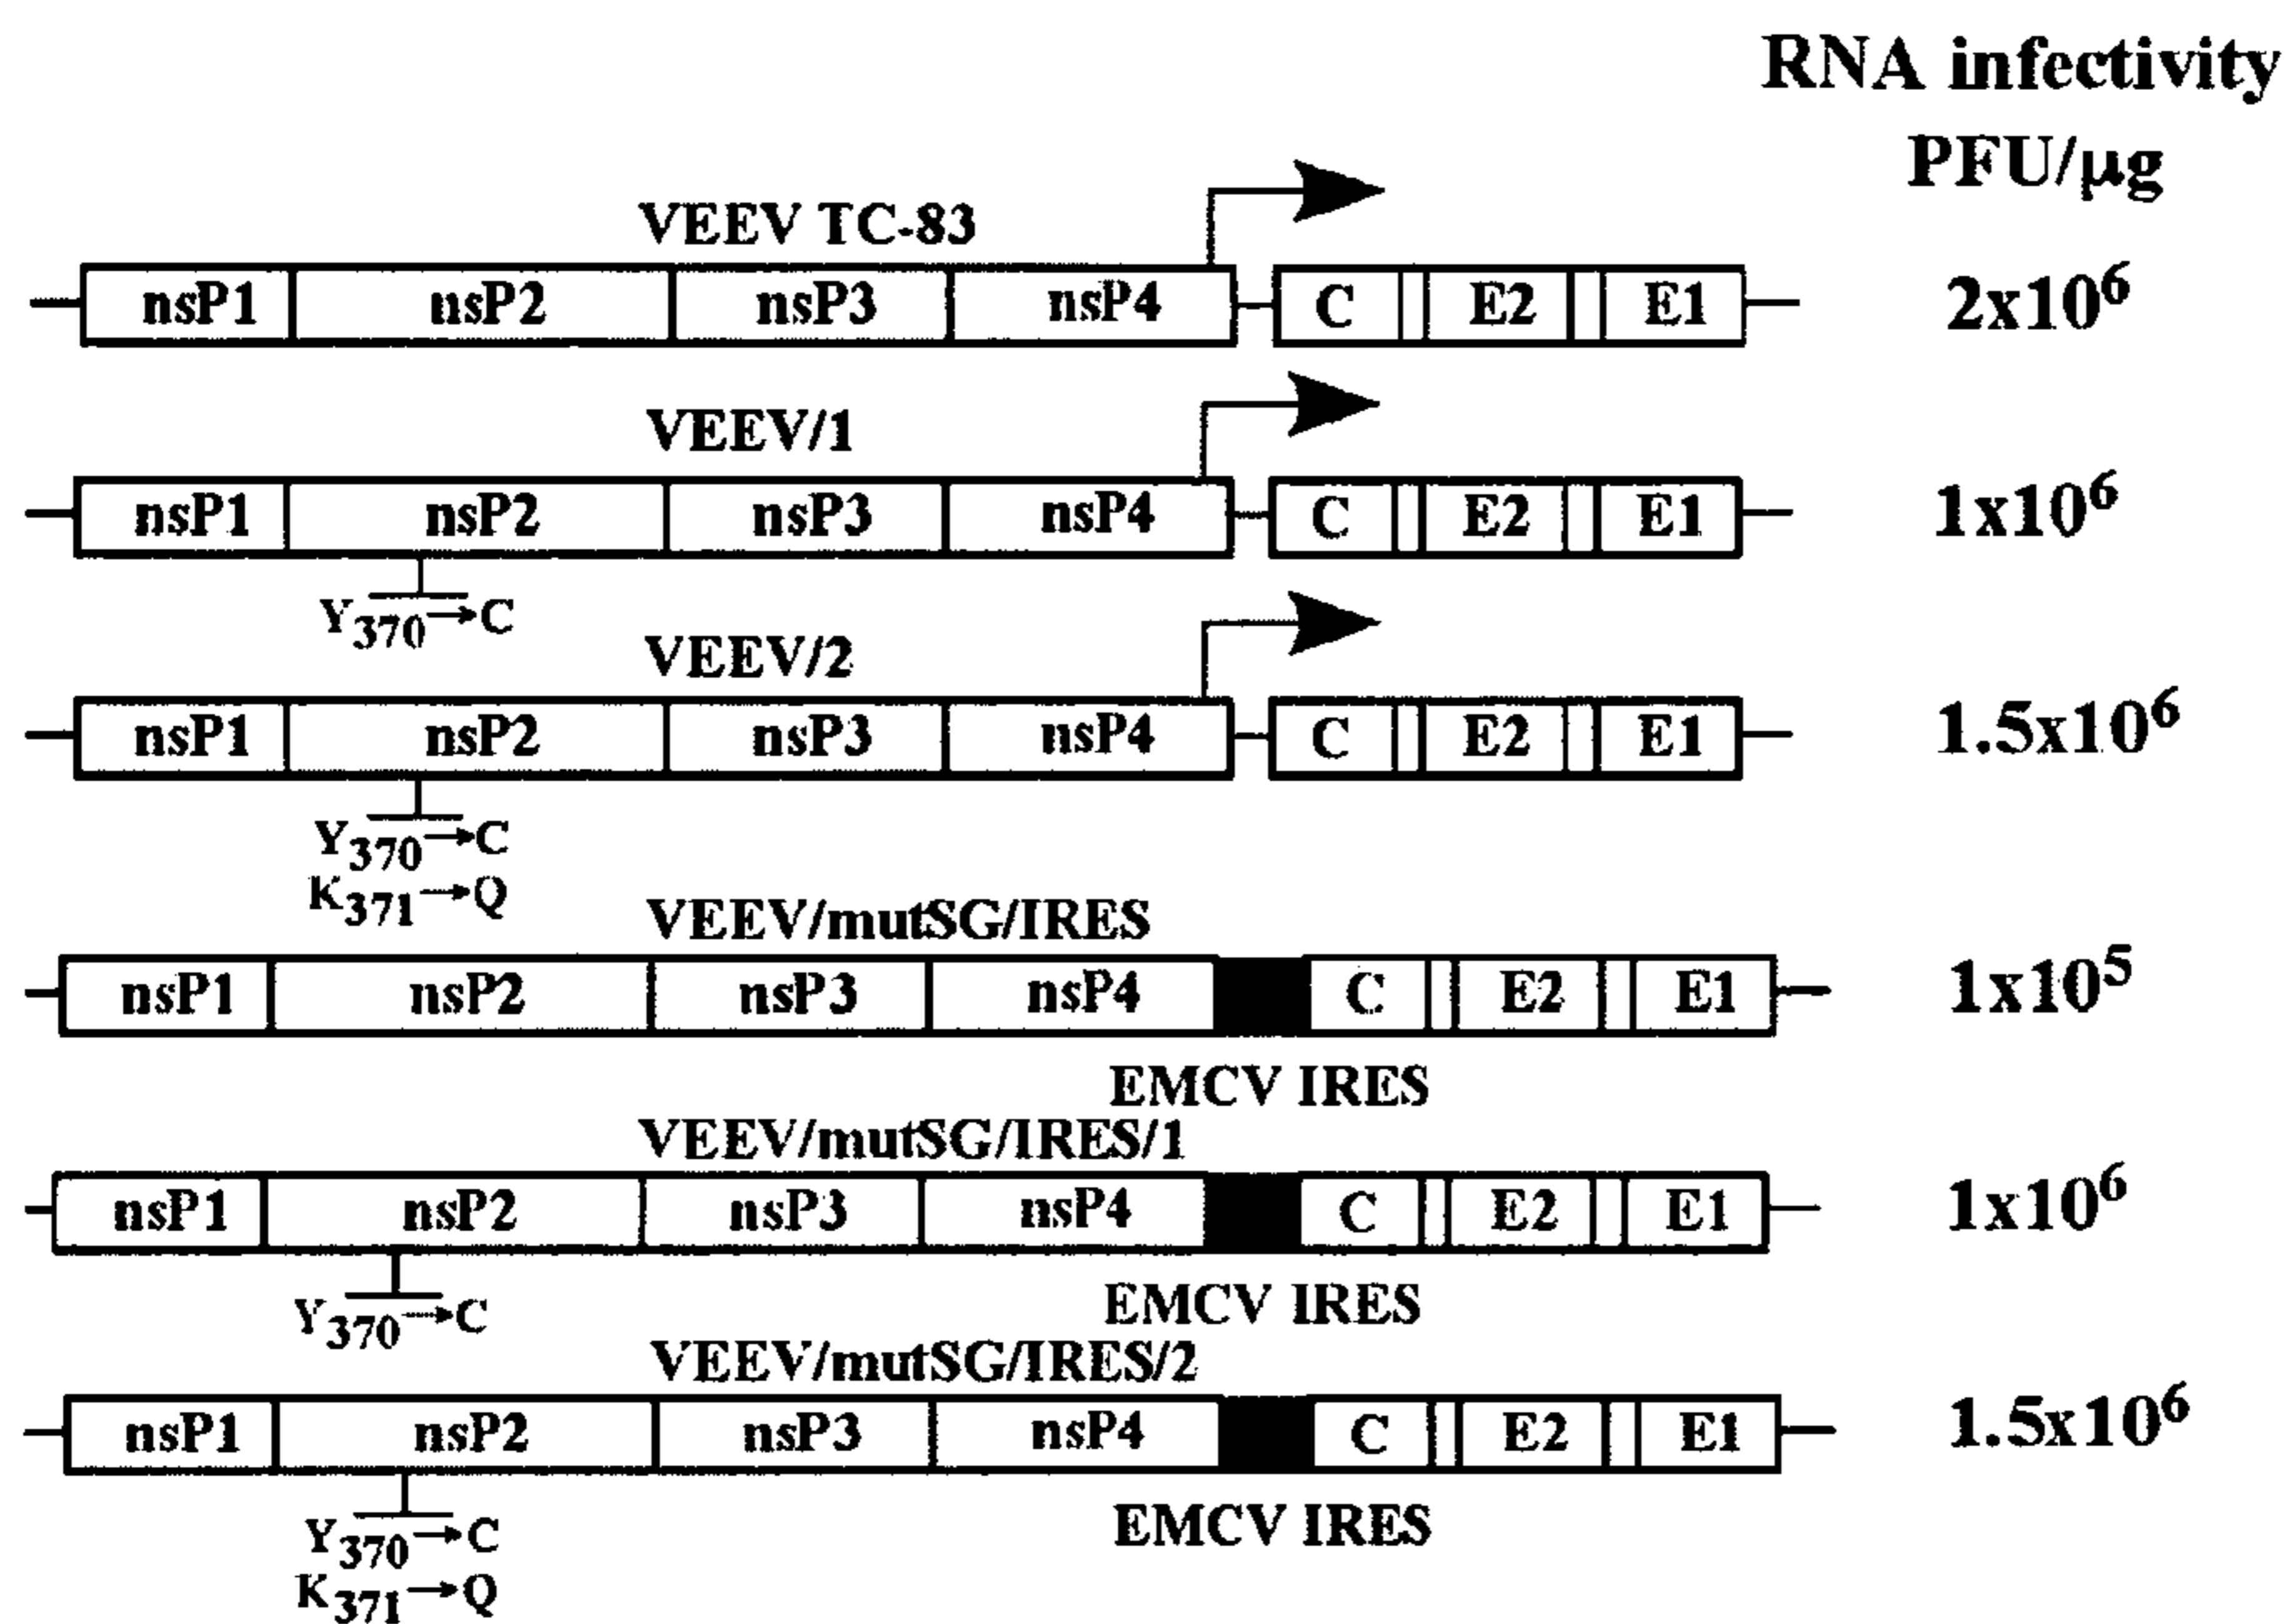 RNA infectivity
PFU/µg
VEEV TC-83
nsP1 nsP2 nsP3 nsP4 C E2 E1 2x10⁶
VEEV/1
nsP1 nsP2 nsP3 nsP4 C E2 E1 1x10⁶
Y₃₇₀→C
VEEV/2
nsP1 nsP2 nsP3 nsP4 C E2 E1 1.5x10⁶
Y₃₇₀→C
K₃₇₁→Q
VEEV/mutSG/IRES
nsP1 nsP2 nsP3 nsP4 C E2 E1 1x10⁵
EMCV IRES
VEEV/mutSG/IRES/1
nsP1 nsP2 nsP3 nsP4 C E2 E1 1x10⁶
EMCV IRES
Y₃₇₀→C
VEEV/mutSG/IRES/2
nsP1 nsP2 nsP3 nsP4 C E2 E1 1.5x10⁶
EMCV IRES
Y₃₇₀→C
K₃₇₁→Q